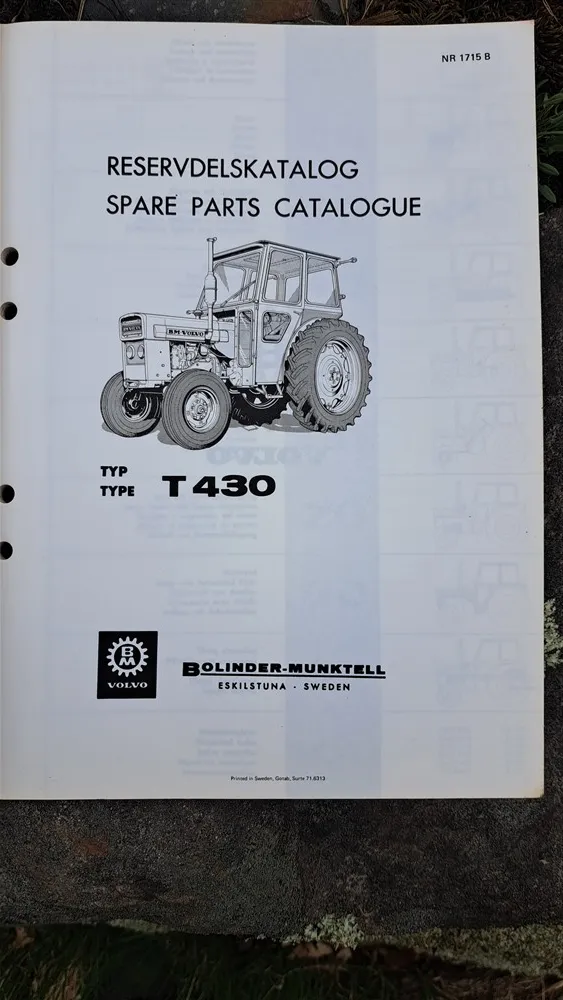 NR 1715 B
RESERVDELSKATALOG
SPARE PARTS CATALOGUE
BM VOLVO
TYP
TYPE T 430
BM
VOLVO
BOLINDER-MUNKTELL
ESKILSTUNA - SWEDEN
Printed in Sweden, Gotab, Surte 71.6313